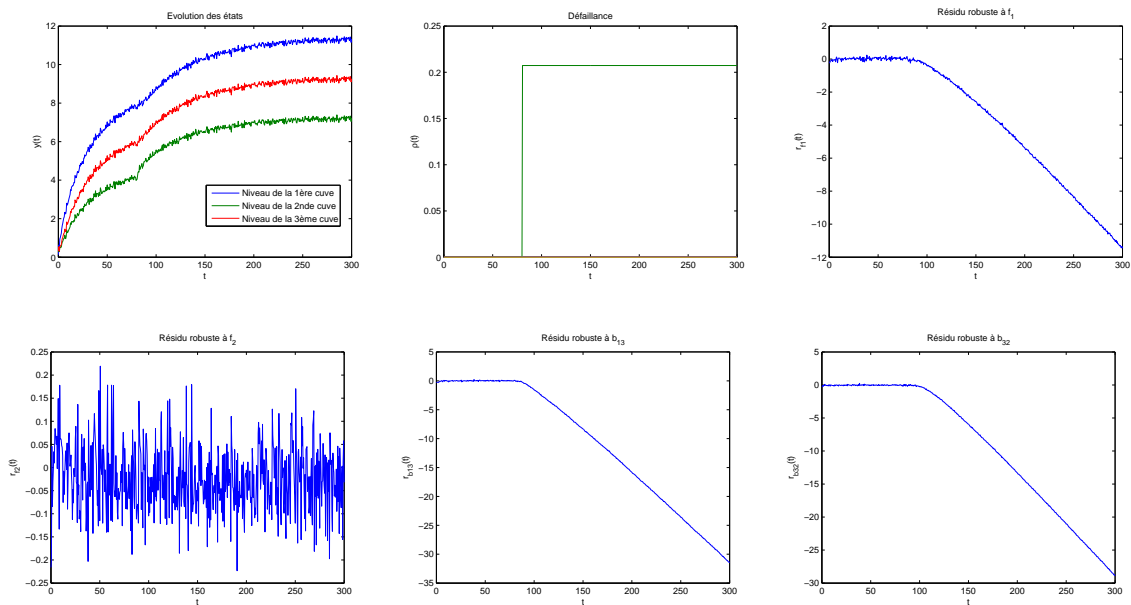 Evolution des états
12
10
8
6
4
2
0
0 50 100 150 200 250 300
y(t)
t
Niveau de la 1ère cuve
Niveau de la 2nde cuve
Niveau de la 3ème cuve
Défaillance
0.25
0.2
0.15
0.1
0.05
0
0 50 100 150 200 250 300
ρ(t)
t
Résidu robuste à f1
2
0
−2
−4
−6
−8
−10
−12
0 50 100 150 200 250 300
rf1(t)
t
Résidu robuste à f2
0.25
0.2
0.15
0.1
0.05
0
−0.05
−0.1
−0.15
−0.2
−0.25
0 50 100 150 200 250 300
rf2(t)
t
Résidu robuste à b13
5
0
−5
−10
−15
−20
−25
−30
−35
0 50 100 150 200 250 300
rb13(t)
t
Résidu robuste à b32
5
0
−5
−10
−15
−20
−25
−30
0 50 100 150 200 250 300
rb32(t)
t